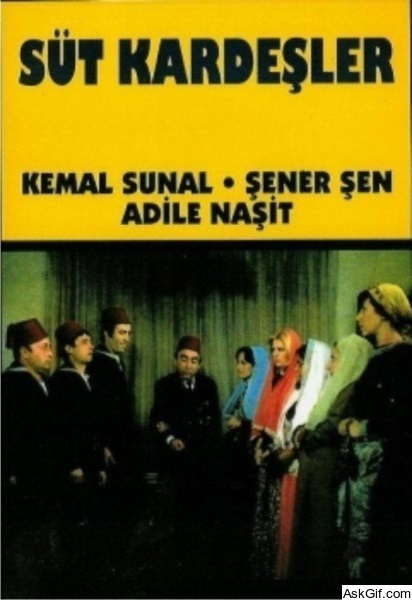 SÜT KARDEŞLER
KEMAL SUNAL • ŞENER ŞEN
ADİLE NAŞİT
AskGif.com